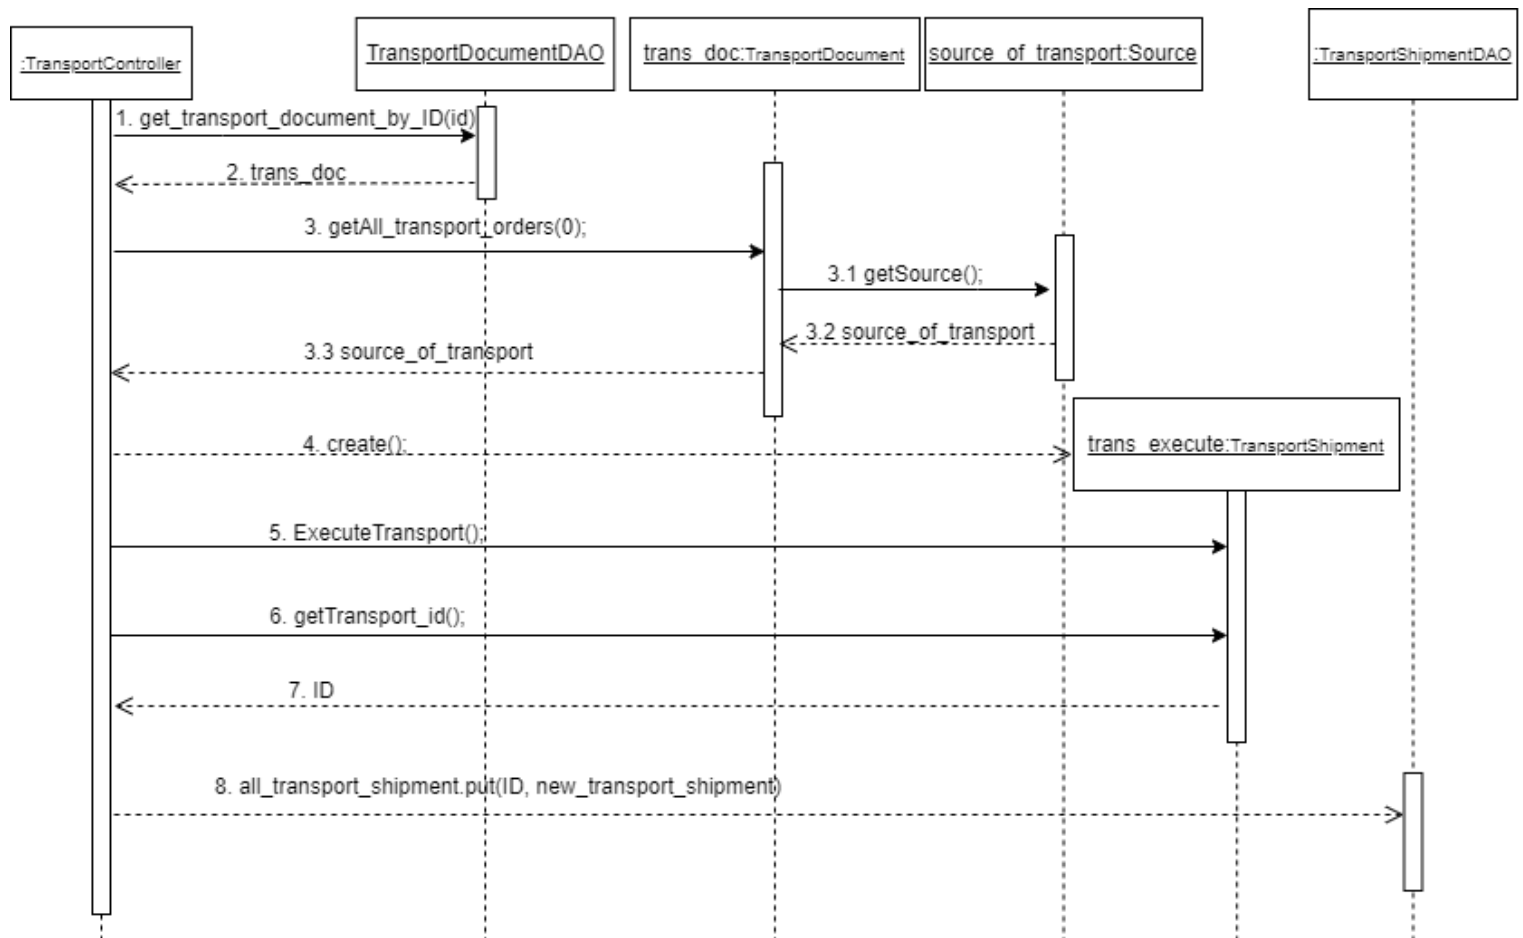 :TransportController
TransportDocumentDAO
trans_doc:TransportDocument
source_of_transport:Source
:TransportShipmentDAO
1. get_transport_document_by_ID(id)
2. trans_doc
3. getAll_transport_orders(0);
3.1 getSource();
3.2 source_of_transport
3.3 source_of_transport
4. create();
trans_execute:TransportShipment
5. ExecuteTransport();
6. getTransport_id();
7. ID
8. all_transport_shipment.put(ID, new_transport_shipment)